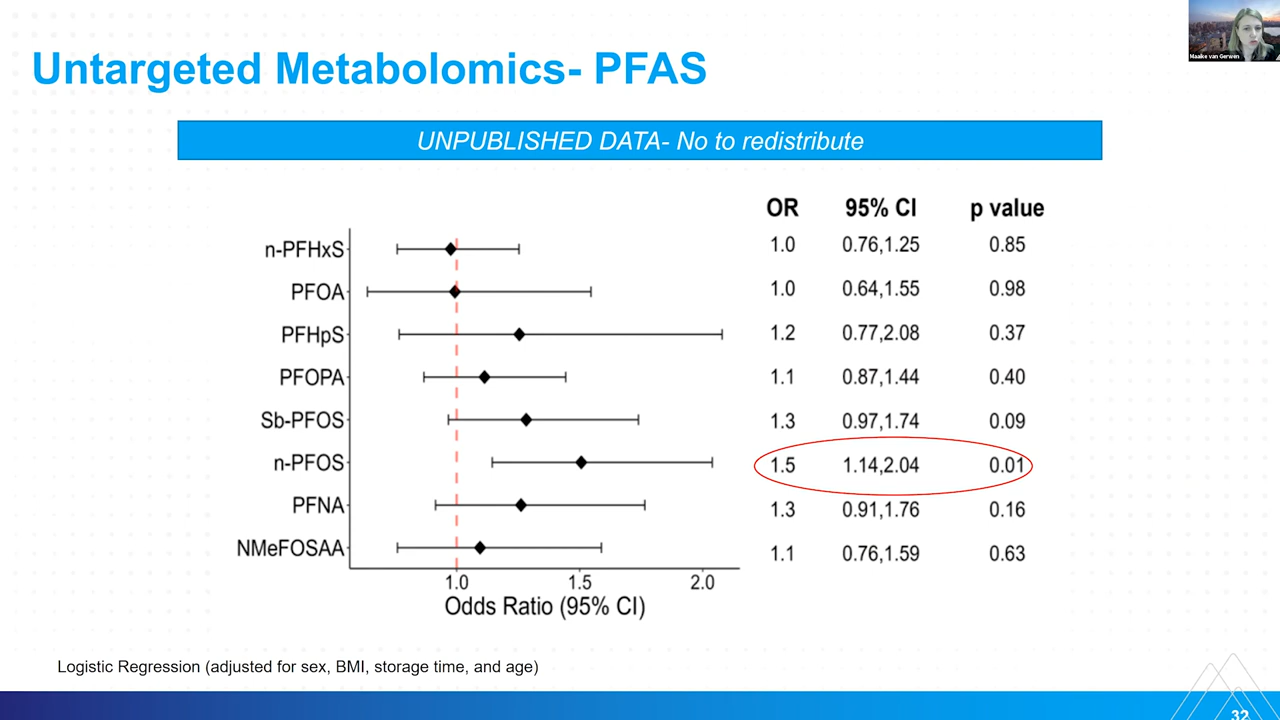 Maaike van Gerwen
Untargeted Metabolomics- PFAS
UNPUBLISHED DATA- No to redistribute
OR 95% CI p value
n-PFHxS 1.0 0.76,1.25 0.85
PFOA 1.0 0.64,1.55 0.98
PFHpS 1.2 0.77,2.08 0.37
PFOPA 1.1 0.87,1.44 0.40
Sb-PFOS 1.3 0.97,1.74 0.09
n-PFOS 1.5 1.14,2.04 0.01
PFNA 1.3 0.91,1.76 0.16
NMeFOSAA 1.1 0.76,1.59 0.63
1.0 1.5 2.0
Odds Ratio (95% CI)
Logistic Regression (adjusted for sex, BMI, storage time, and age)
32